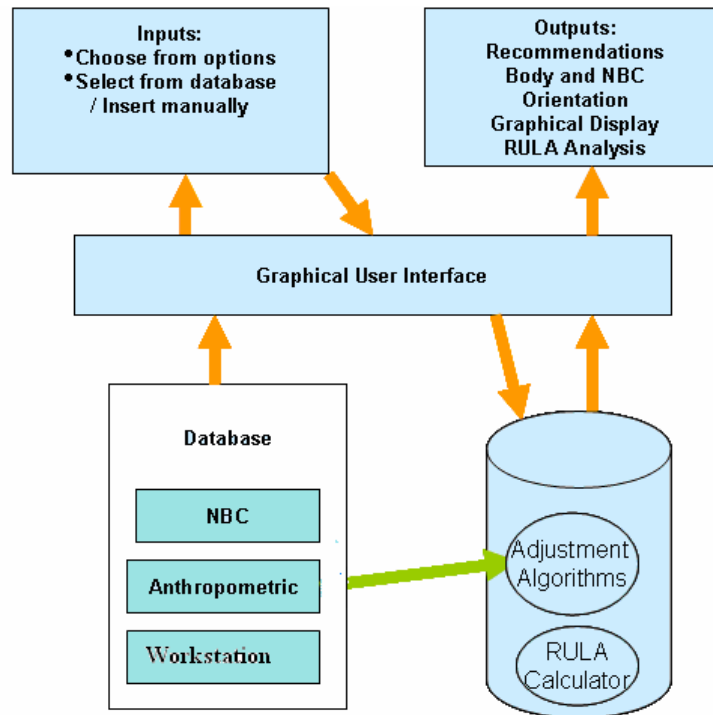 Inputs:
•Choose from options
•Select from database
/ Insert manually
Outputs:
Recommendations
Body and NBC
Orientation
Graphical Display
RULA Analysis
Graphical User Interface
Database
NBC
Anthropometric
Workstation
Adjustment
Algorithms
RULA
Calculator